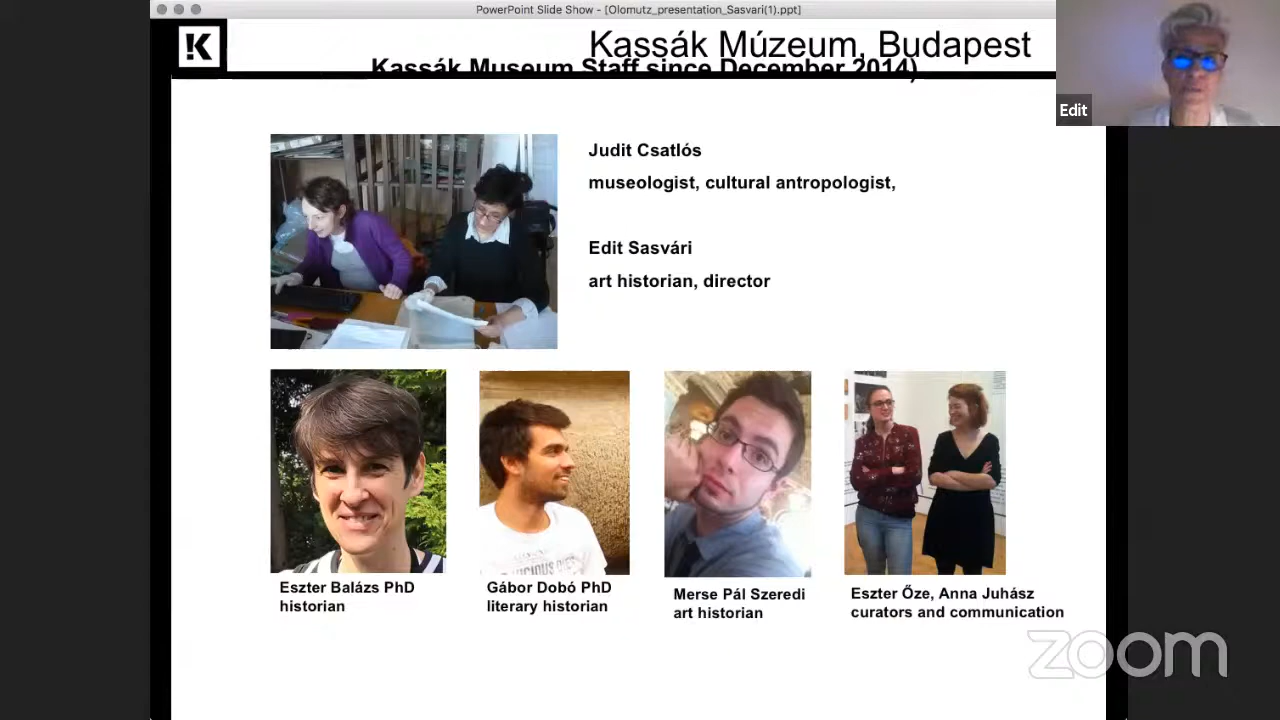 PowerPoint Slide Show - [Olomutz_presentation_Sasvari(1).ppt]
Kassák Múzeum, Budapest
Kassák Museum Staff since December 2014)
Edit
Judit Csatlós
museologist, cultural antropologist,
Edit Sasvári
art historian, director
Eszter Balázs PhD
historian
Gábor Dobó PhD
literary historian
Merse Pál Szeredi
art historian
Eszter Őze, Anna Juhász
curators and communication
zoom